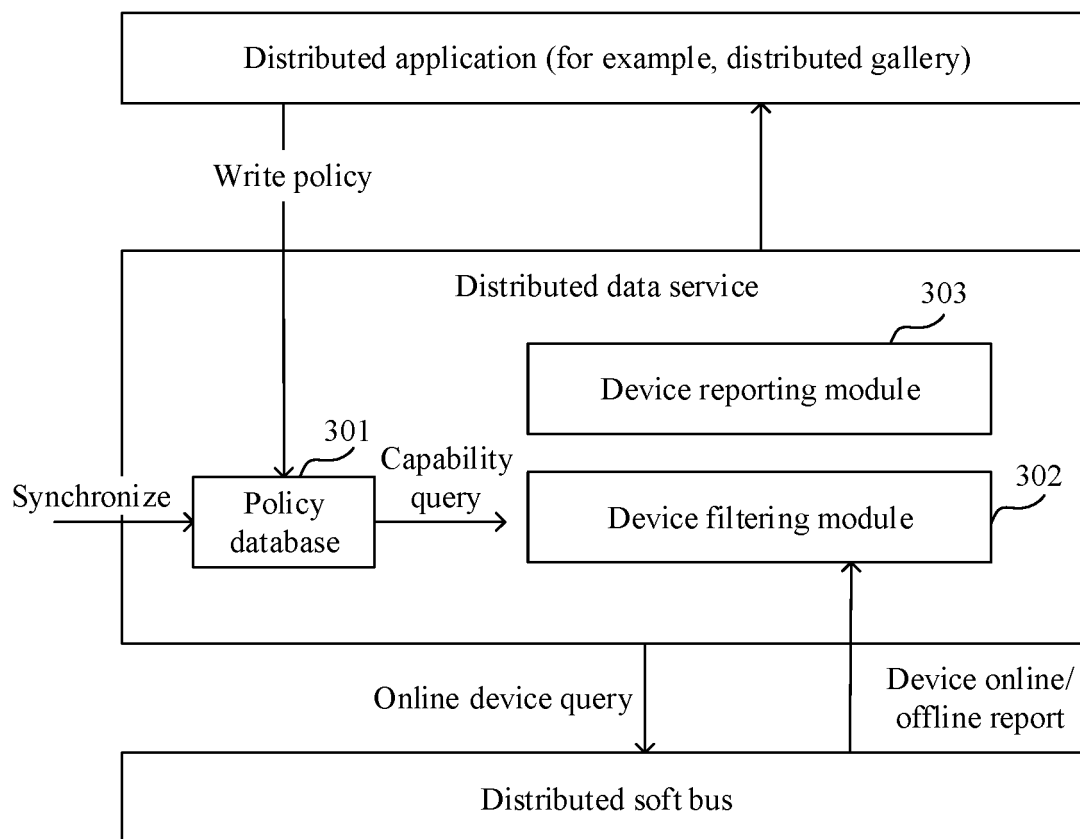 Distributed application (for example, distributed gallery)
Write policy
Distributed data service
303
Device reporting module
301
Capability
query
Synchronize
Policy
database
302
Device filtering module
Online device query
Device online/
offline report
Distributed soft bus